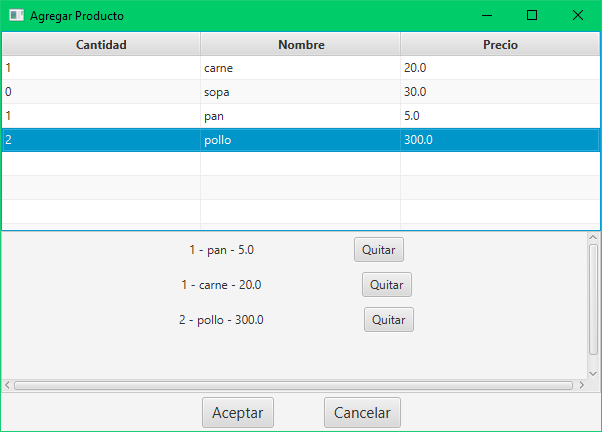 Agregar Producto
Cantidad Nombre Precio
1 carne 20.0
0 sopa 30.0
1 pan 5.0
2 pollo 300.0
1 - pan - 5.0 Quitar
1 - carne - 20.0 Quitar
2 - pollo - 300.0 Quitar
Aceptar Cancelar